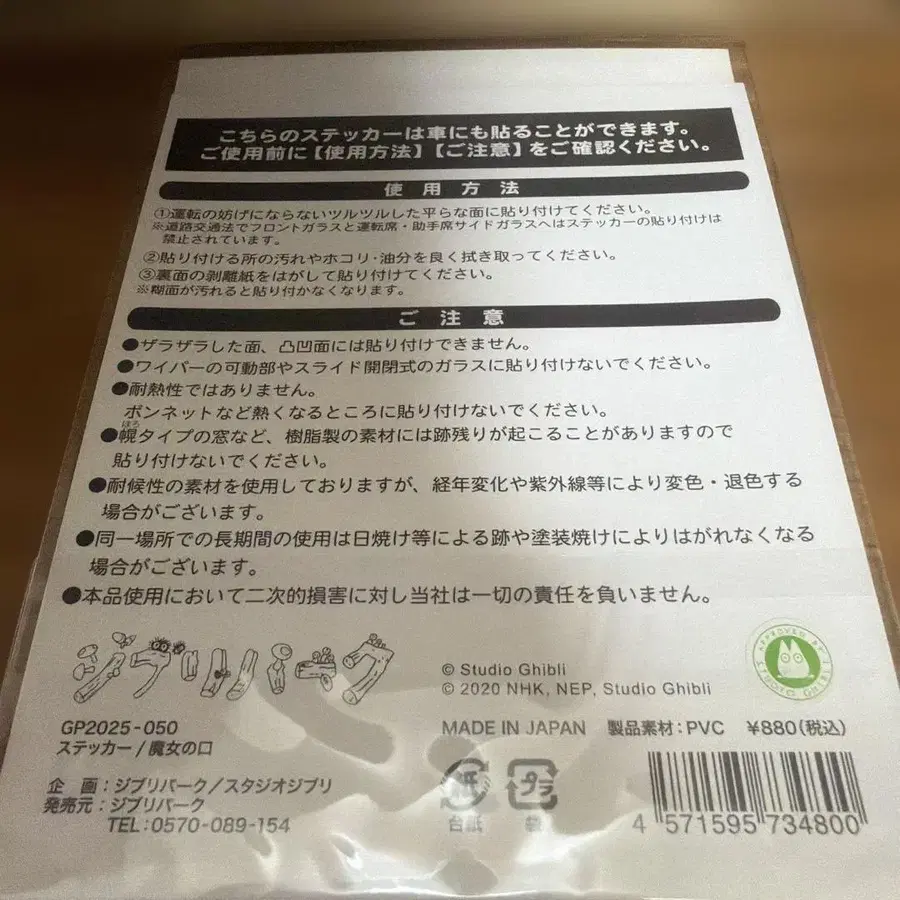 こちらのステッカーは車にも貼ることができます。
ご使用前に【使用方法】【ご注意】をご確認ください。
使用方法
①運転の妨げにならないツルツルした平らな面に貼り付けてください。
※道路交通法でフロントガラスと運転席・助手席サイドガラスへはステッカーの貼り付けは
禁止されています。
②貼り付ける所の汚れやホコリ・油分を良く拭き取ってください。
③裏面の剥離紙をはがして貼り付けてください。
※糊面が汚れると貼り付かなくなります。
ご注意
●ザラザラした面、凸凹面には貼り付けできません。
●ワイパーの可動部やスライド開閉式のガラスに貼り付けないでください。
●耐熱性ではありません。
ボンネットなど熱くなるところに貼り付けないでください。
ほろ
●幌タイプの窓など、樹脂製の素材には跡残りが起こることがありますので
貼り付けないでください。
●耐候性の素材を使用しておりますが、経年変化や紫外線等により変色・退色する
場合がございます。
●同一場所での長期間の使用は日焼け等による跡や塗装焼けによりはがれなくなる
場合がございます。
●本品使用において二次的損害に対し当社は一切の責任を負いません。
ジブリパーク
© Studio Ghibli
© 2020 NHK, NEP, Studio Ghibli
APPROVED BY STUDIO GHIBLI
GP2025-050
ステッカー/魔女の口
MADE IN JAPAN 製品素材:PVC ¥880(税込)
企 画:ジブリパーク/スタジオジブリ
発売元:ジブリパーク
TEL:0570-089-154
紙
台紙
プラ
袋
4 571595 734800